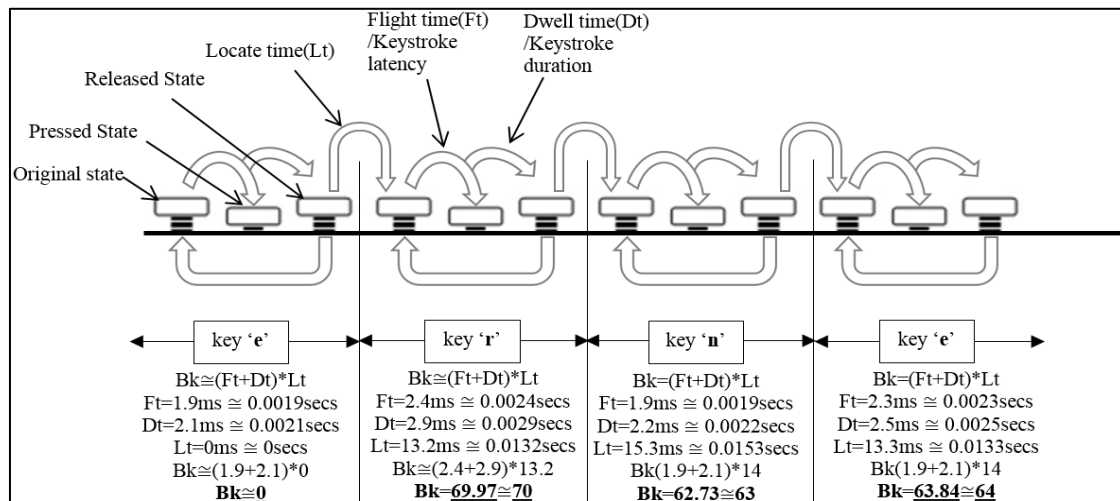 Locate time(Lt)
Flight time(Ft)
/Keystroke
latency
Dwell time(Dt)
/Keystroke
duration
Released State
Pressed State
Original state
key ‘e’
Bk≅(Ft+Dt)*Lt
Ft=1.9ms ≅ 0.0019secs
Dt=2.1ms ≅ 0.0021secs
Lt=0ms ≅ 0secs
Bk≅(1.9+2.1)*0
Bk≅0
key ‘r’
Bk≅(Ft+Dt)*Lt
Ft=2.4ms ≅ 0.0024secs
Dt=2.9ms ≅ 0.0029secs
Lt=13.2ms ≅ 0.0132secs
Bk≅(2.4+2.9)*13.2
Bk=69.97≅70
key ‘n’
Bk=(Ft+Dt)*Lt
Ft=1.9ms ≅ 0.0019secs
Dt=2.2ms ≅ 0.0022secs
Lt=15.3ms ≅ 0.0153secs
Bk(1.9+2.1)*14
Bk=62.73≅63
key ‘e’
Bk=(Ft+Dt)*Lt
Ft=2.3ms ≅ 0.0023secs
Dt=2.5ms ≅ 0.0025secs
Lt=13.3ms ≅ 0.0133secs
Bk(1.9+2.1)*14
Bk=63.84≅64